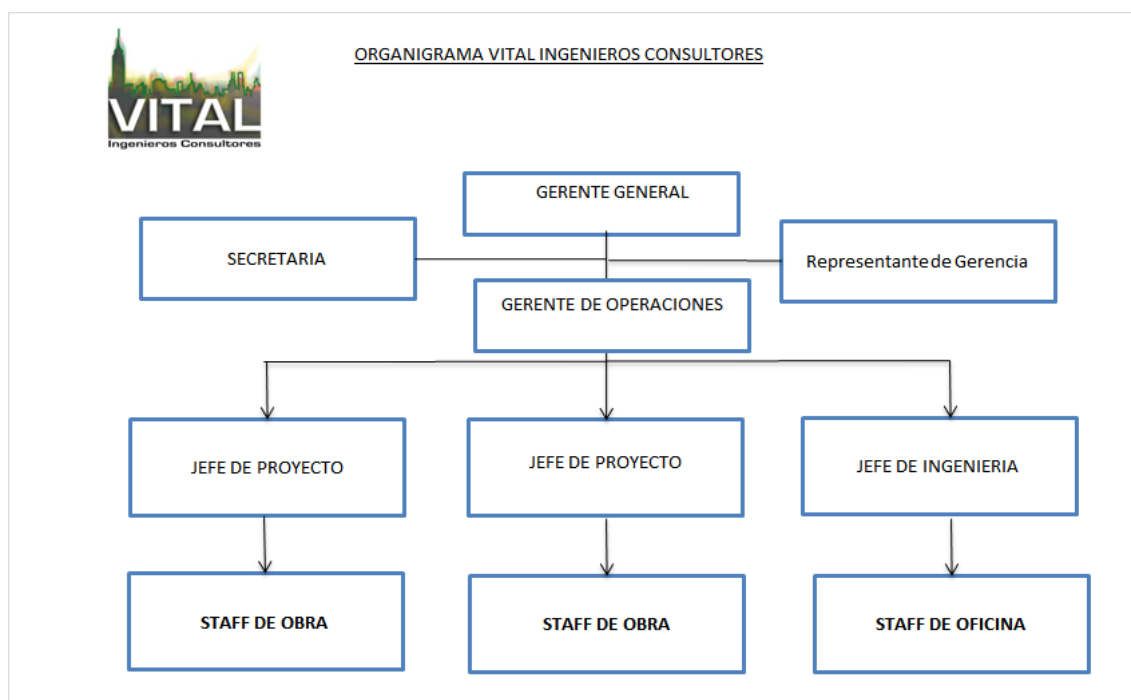 ORGANIGRAMA VITAL INGENIEROS CONSULTORES
VITAL
Ingenieros Consultores
GERENTE GENERAL
SECRETARIA
Representante de Gerencia
GERENTE DE OPERACIONES
JEFE DE PROYECTO
JEFE DE PROYECTO
JEFE DE INGENIERIA
STAFF DE OBRA
STAFF DE OBRA
STAFF DE OFICINA